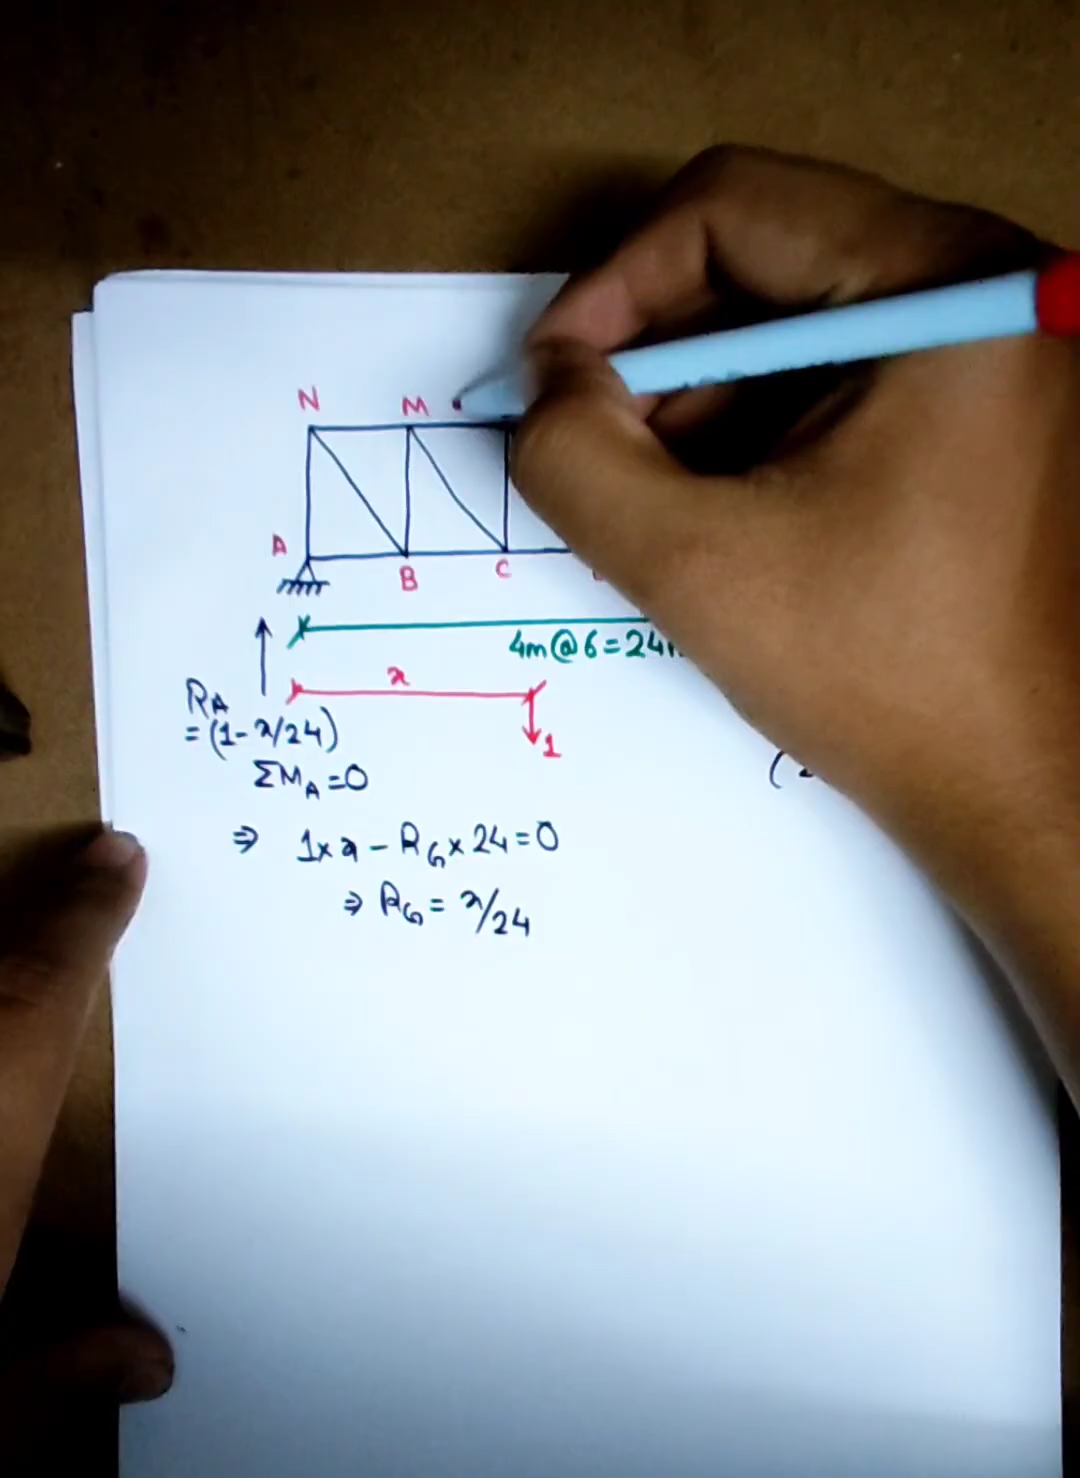 N M
A B C
4m@6=24
x
RA
=(1-x/24)
1
ΣMA=0
⇒ 1×x-RG×24=0
⇒ RG=x/24